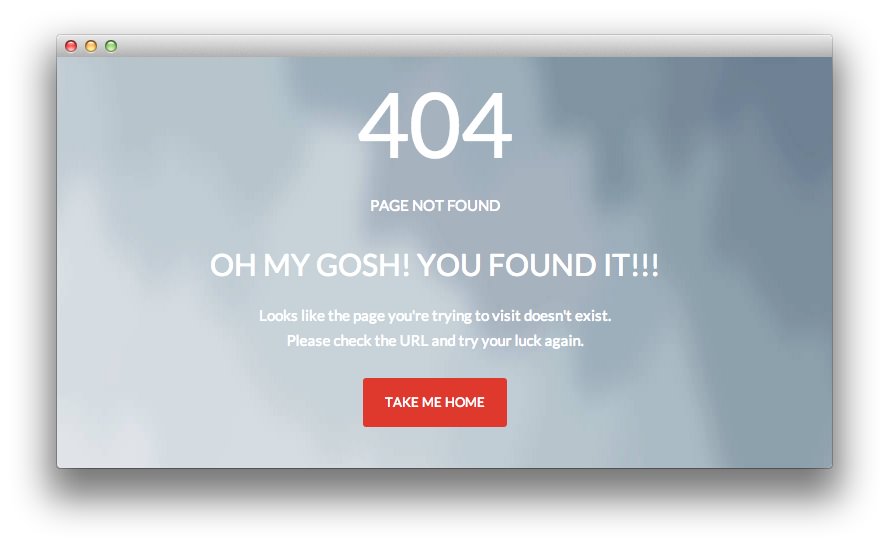 404
PAGE NOT FOUND
OH MY GOSH! YOU FOUND IT!!!
Looks like the page you're trying to visit doesn't exist.
Please check the URL and try your luck again.
TAKE ME HOME